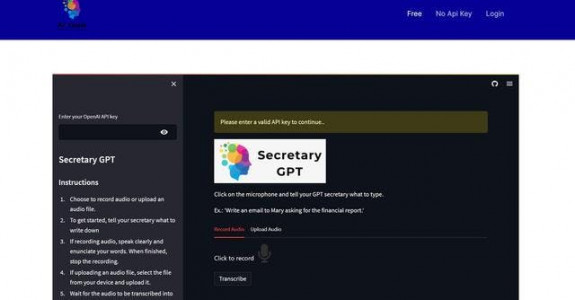 Free No Api Key Login
Enter your OpenAI API key
Please enter a valid API key to continue..
Secretary GPT
Secretary
GPT
Instructions
Click on the microphone and tell your GPT secretary what to type.
1. Choose to record audio or upload an
audio file.
Ex.: 'Write an email to Mary asking for the financial report.'
2. To get started, tell your secretary what to
write down
3. If recording audio, speak clearly and
enunciate your words. When finished,
stop the recording.
Record Audio Upload Audio
Click to record
4. If uploading an audio file, select the file
from your device and upload it.
Transcribe
5. Wait for the audio to be transcribed into